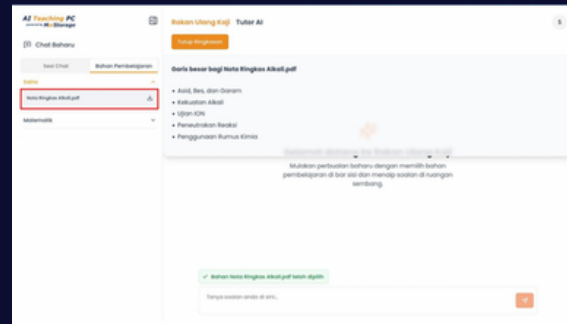 AI Teaching PC
Chat Baharu
Sesi Chat
Bahan Pembelajaran
Sains
Nota Ringkas Alkali.pdf
Matematik
Rakan Ulang Kaji Tutor AI
Tutup Ringkasan
S
Garis besar bagi Nota Ringkas Alkali.pdf
• Asid, Bes, dan Garam
• Kekuatan Alkali
• Ujian ION
• Peneutralan Reaksi
• Penggunaan Rumus Kimia
Mulakan perbualan baharu dengan memilih bahan
pembelajaran di bar sisi dan menaip soalan di ruangan
sembang.
Bahan Nota Ringkas Alkali.pdf telah dipilih
Tanya soalan anda di sini...